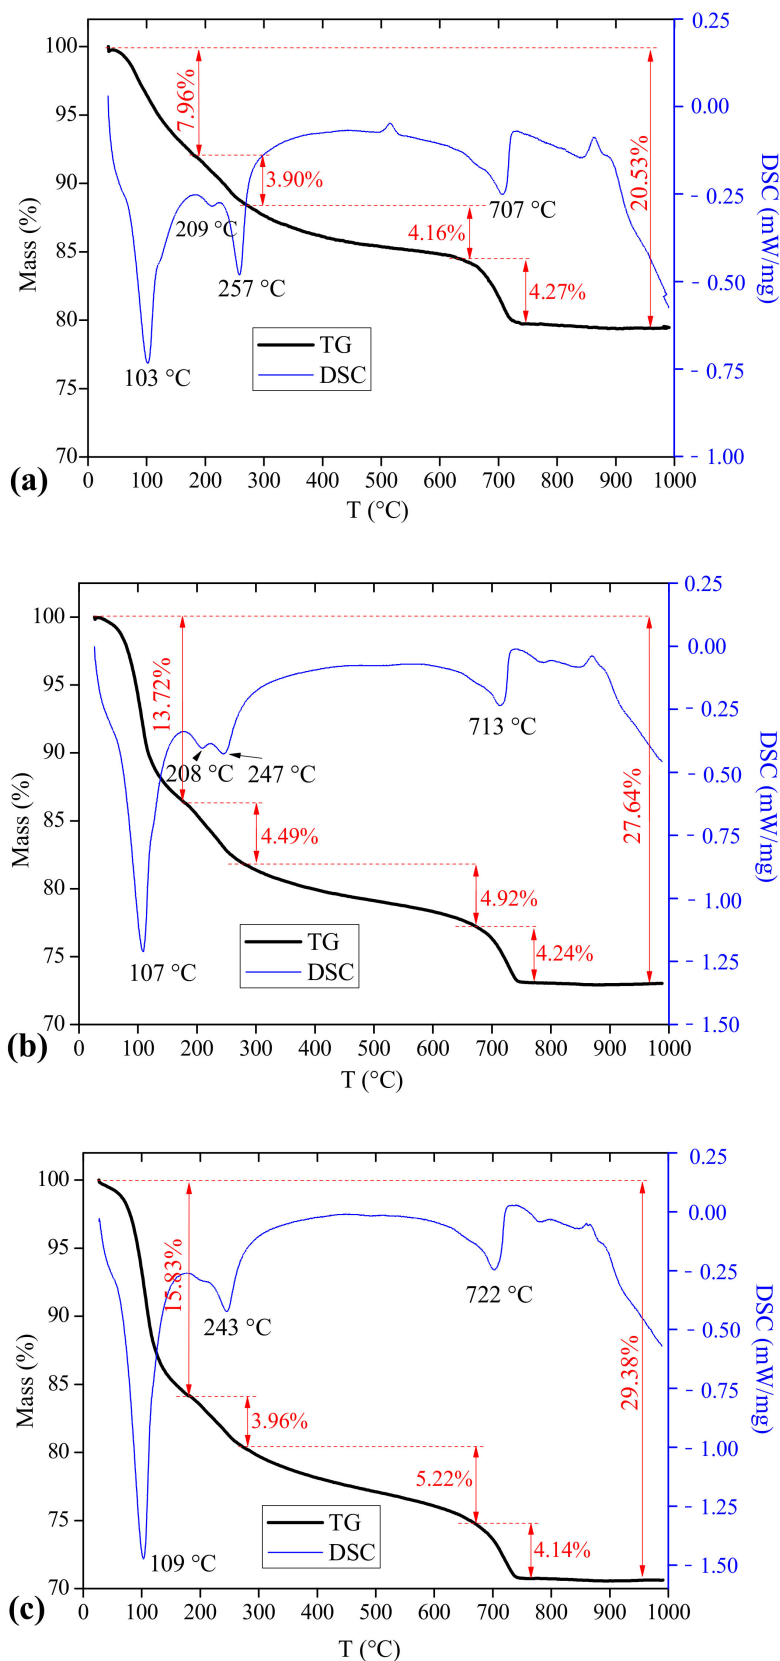 100
95
90
85
80
75
70
Mass (%)
0.25
0.00
- 0.25
- 0.50
- 0.75
- 1.00
DSC (mW/mg)
7.96%
3.90%
4.16%
4.27%
20.53%
209 °C
257 °C
707 °C
103 °C
TG
DSC
0 100 200 300 400 500 600 700 800 900 1000
T (°C)
(a)
100
95
90
85
80
75
70
Mass (%)
0.25
0.00
- 0.25
- 0.50
- 0.75
- 1.00
- 1.25
- 1.50
DSC (mW/mg)
13.72%
4.49%
4.92%
4.24%
27.64%
208 °C 247 °C
713 °C
107 °C
TG
DSC
0 100 200 300 400 500 600 700 800 900 1000
T (°C)
(b)
100
95
90
85
80
75
70
Mass (%)
0.25
0.00
- 0.25
- 0.50
- 0.75
- 1.00
- 1.25
- 1.50
DSC (mW/mg)
15.83%
3.96%
5.22%
4.14%
29.38%
243 °C
722 °C
109 °C
TG
DSC
0 100 200 300 400 500 600 700 800 900 1000
T (°C)
(c)